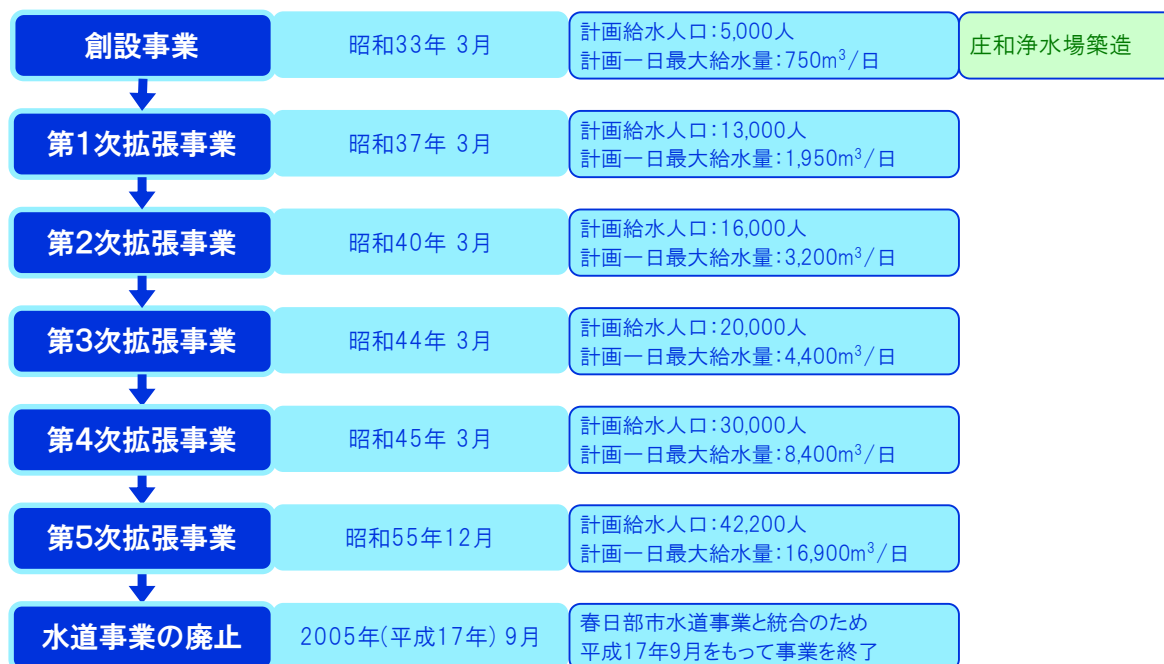 創設事業
昭和33年 3月
計画給水人口:5,000人
計画一日最大給水量:750m³/日
庄和浄水場築造
第1次拡張事業
昭和37年 3月
計画給水人口:13,000人
計画一日最大給水量:1,950m³/日
第2次拡張事業
昭和40年 3月
計画給水人口:16,000人
計画一日最大給水量:3,200m³/日
第3次拡張事業
昭和44年 3月
計画給水人口:20,000人
計画一日最大給水量:4,400m³/日
第4次拡張事業
昭和45年 3月
計画給水人口:30,000人
計画一日最大給水量:8,400m³/日
第5次拡張事業
昭和55年12月
計画給水人口:42,200人
計画一日最大給水量:16,900m³/日
水道事業の廃止
2005年(平成17年) 9月
春日部市水道事業と統合のため
平成17年9月をもって事業を終了